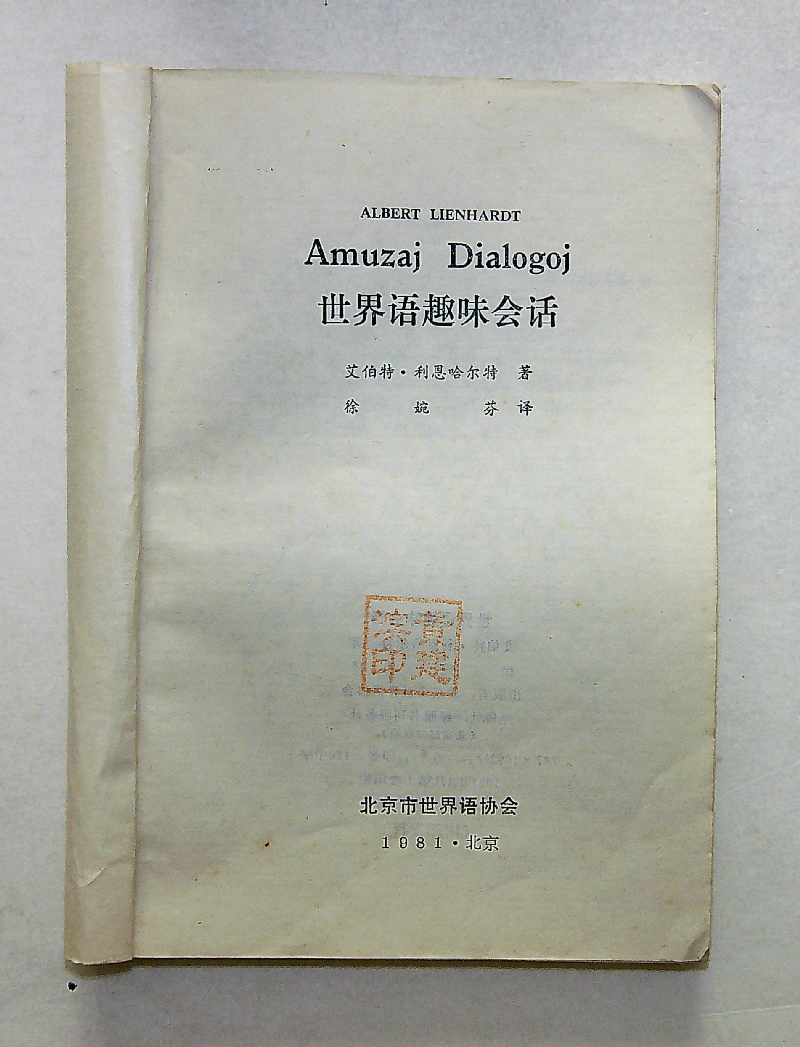 ALBERT LIENHARDT
Amuzaj Dialogoj
世界语趣味会话
艾伯特·利恩哈尔特 著
徐婉芬 译
北京市世界语协会
1981·北京